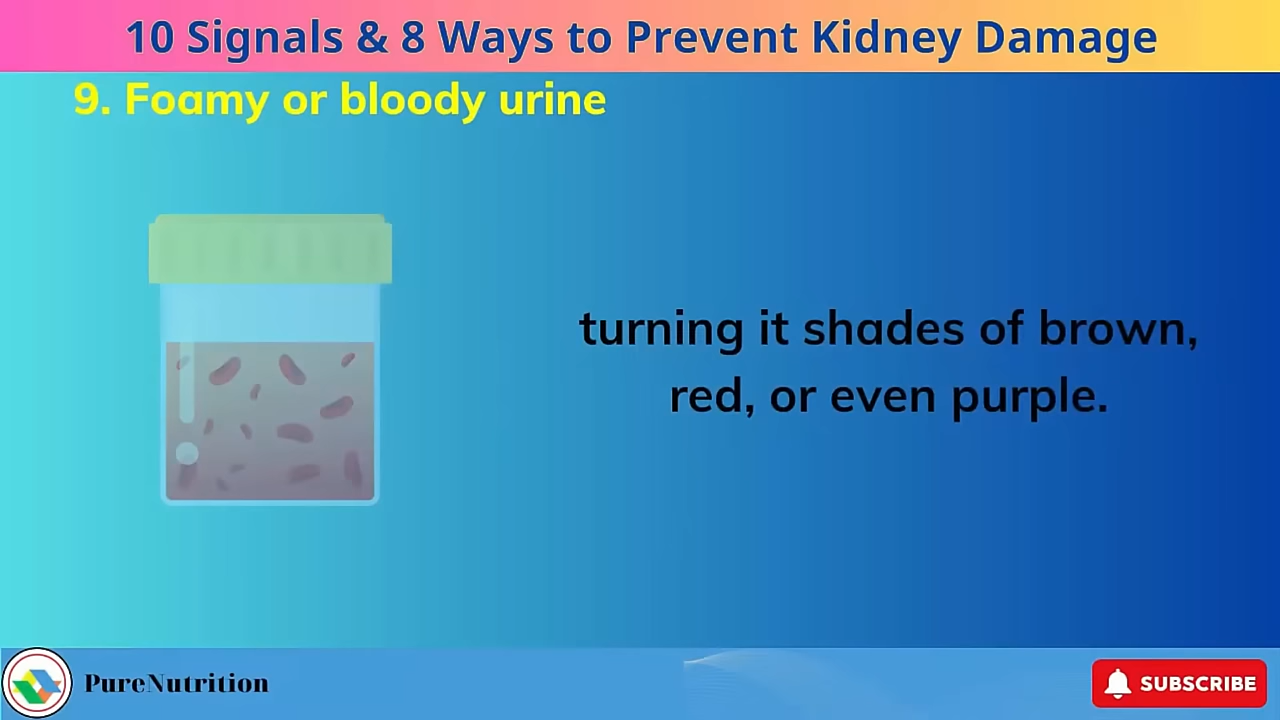 10 Signals & 8 Ways to Prevent Kidney Damage
9. Foamy or bloody urine
turning it shades of brown,
red, or even purple.
PureNutrition
SUBSCRIBE